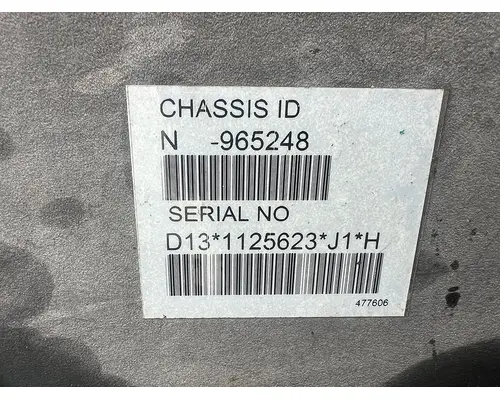 CHASSIS ID
N -965248
SERIAL NO
D13*1125623*J1*H
477606